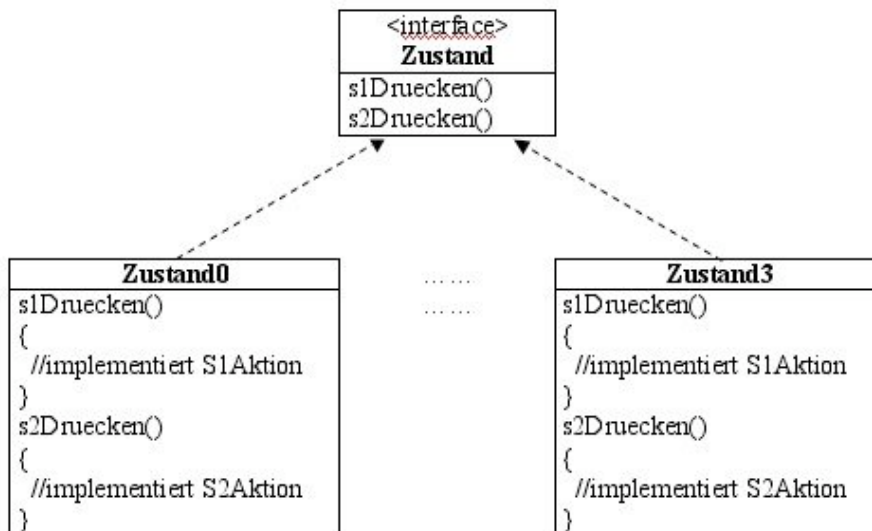 <interface>
Zustand
s1Druecken()
s2Druecken()
Zustand0
s1Druecken()
{
//implementiert S1Aktion
}
s2Druecken()
{
//implementiert S2Aktion
}
... ...
... ...
Zustand3
s1Druecken()
{
//implementiert S1Aktion
}
s2Druecken()
{
//implementiert S2Aktion
}